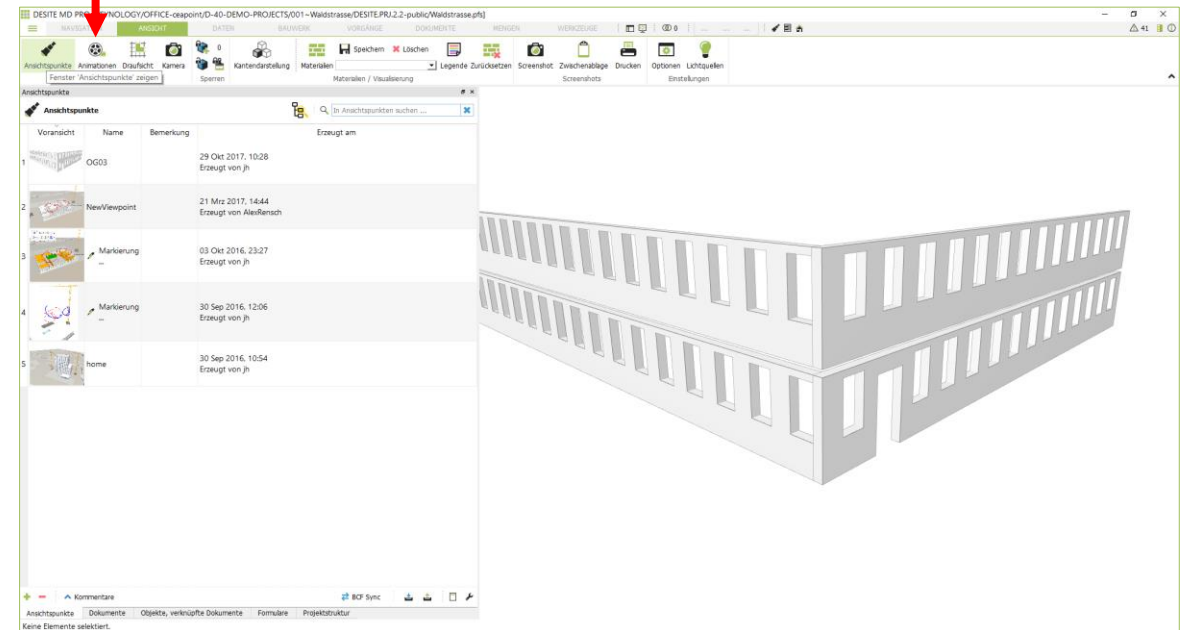 DESITE MD PR NOLOGY/OFFICE-ceapoint/D-40-DEMO-PROJECTS/001~Waldstrasse/DESITE.PRJ.2.2-public/Waldstrasse.pfs]
ANSICHT DATEN BAUWERK VORGÄNGE DOKUMENTE MENGEN WERKZEUGE 0 41
0
Ansichtspunkte Animationen Draufsicht Kamera Kantendarstellung Materialien Speichern Löschen Legende Zurücksetzen Screenshot Zwischenablage Drucken Optionen Lichtquellen
Fenster 'Ansichtspunkte' zeigen Sperren Materialien / Visualisierung Screenshots Einstellungen
Ansichtspunkte
Ansichtspunkte In Ansichtspunkten suchen ...
Voransicht Name Bemerkung Erzeugt am
1 OG03 29 Okt 2017, 10:28
Erzeugt von jh
2 NewViewpoint 21 Mrz 2017, 14:44
Erzeugt von AlexRensch
3 Markierung ... 03 Okt 2016, 23:27
Erzeugt von jh
4 Markierung ... 30 Sep 2016, 12:06
Erzeugt von jh
5 home 30 Sep 2016, 10:54
Erzeugt von jh
Kommentare BCF Sync
Ansichtspunkte Dokumente Objekte, verknüpfte Dokumente Formulare Projektstruktur
Keine Elemente selektiert.